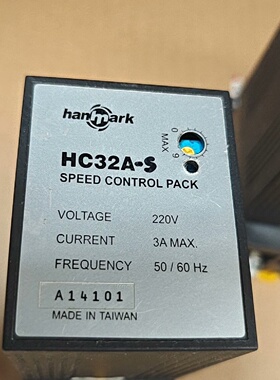 hanmark
0
MAX
9
HC32A-S
SPEED CONTROL PACK
VOLTAGE 220V
CURRENT 3A MAX.
FREQUENCY 50 / 60 Hz
A14101
MADE IN TAIWAN